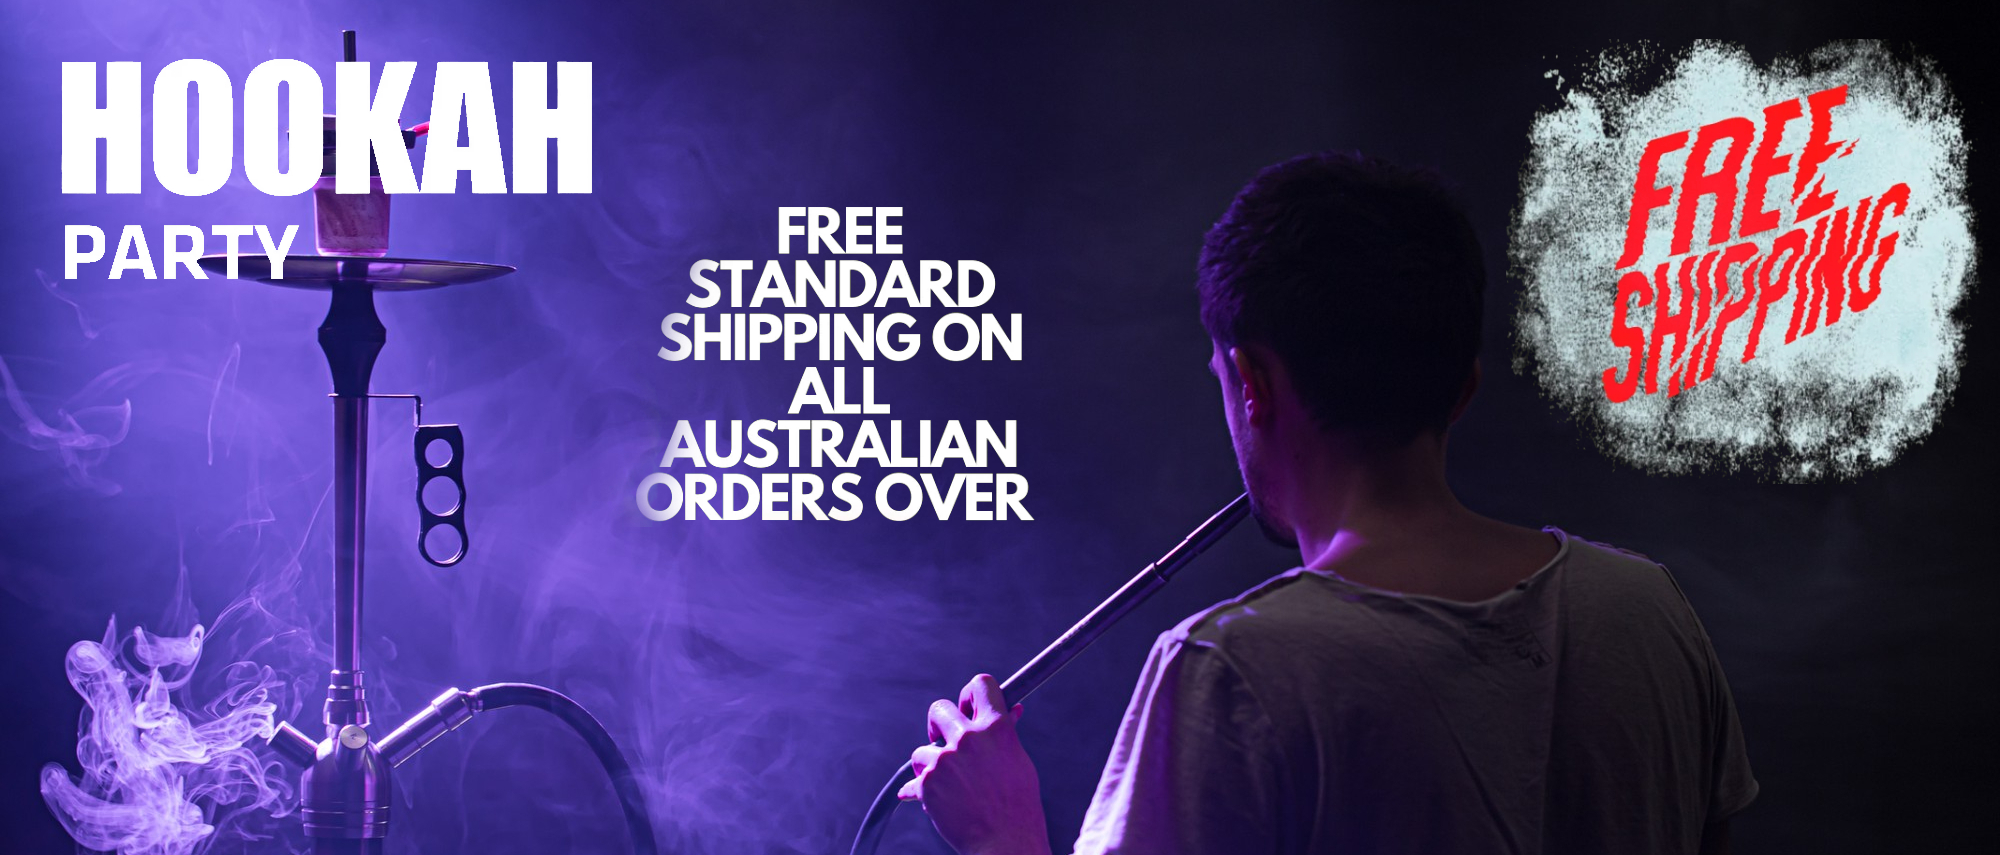 HOOKAH
PARTY
FREE
STANDARD
SHIPPING ON
ALL
AUSTRALIAN
ORDERS OVER
FREE
SHIPPING